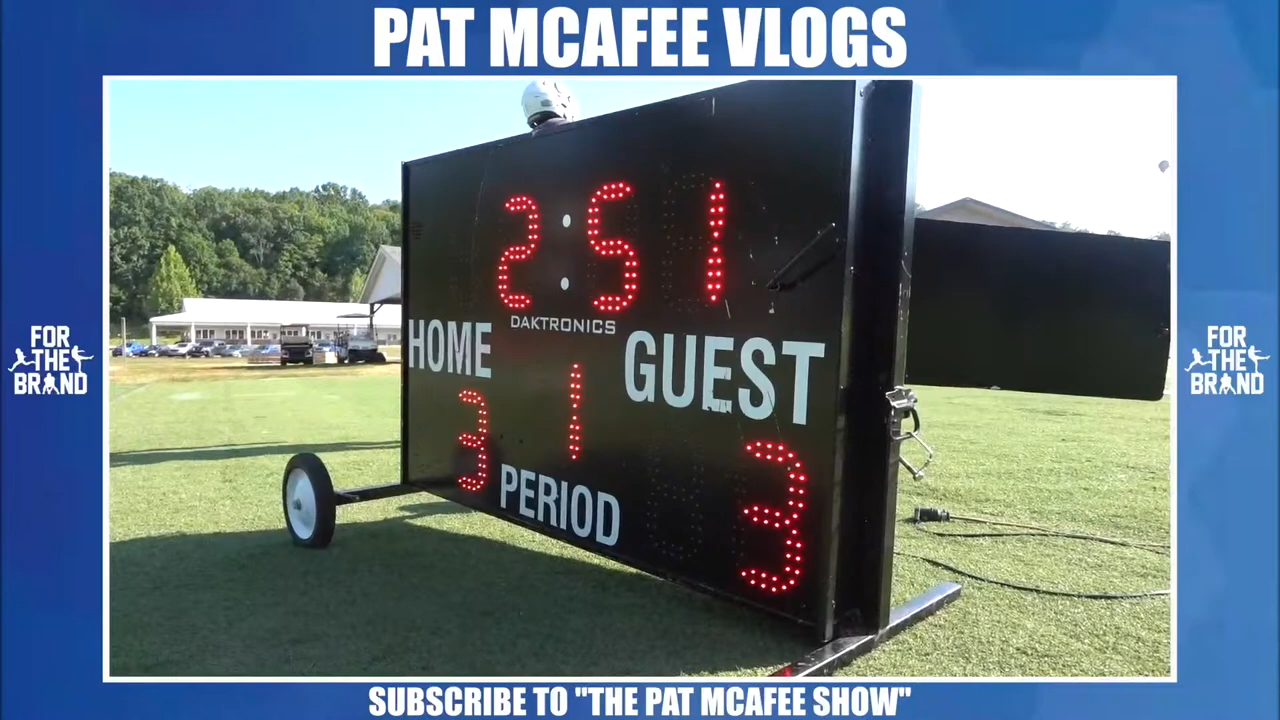 PAT MCAFEE VLOGS
2:51
DAKTRONICS
HOME
GUEST
3
1
3
PERIOD
FOR
THE
BRAND
FOR
THE
BRAND
SUBSCRIBE TO "THE PAT MCAFEE SHOW"